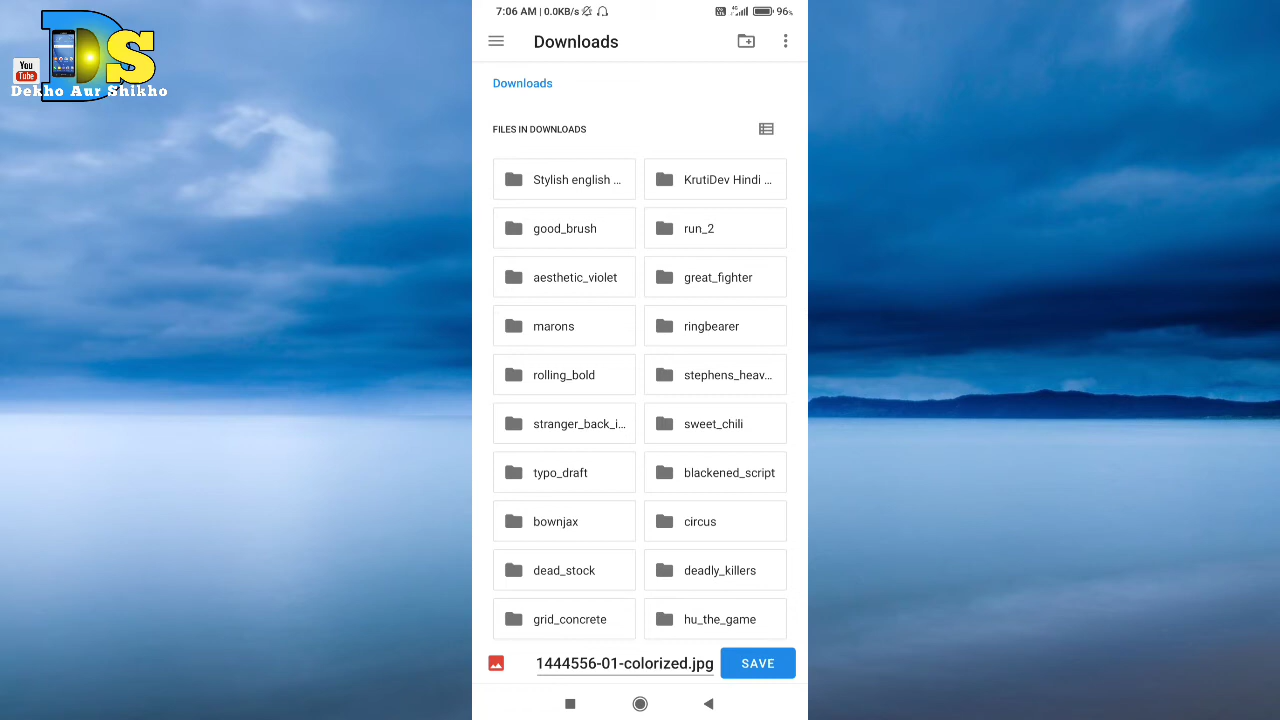 DS
You
Tube
Dekho Aur Shikho
7:06 AM | 0.0KB/s
4G
96%
Downloads
Downloads
FILES IN DOWNLOADS
Stylish english ...
KrutiDev Hindi ...
good_brush
run_2
aesthetic_violet
great_fighter
marons
ringbearer
rolling_bold
stephens_heav...
stranger_back_i...
sweet_chili
typo_draft
blackened_script
bownjax
circus
dead_stock
deadly_killers
grid_concrete
hu_the_game
1444556-01-colorized.jpg
SAVE